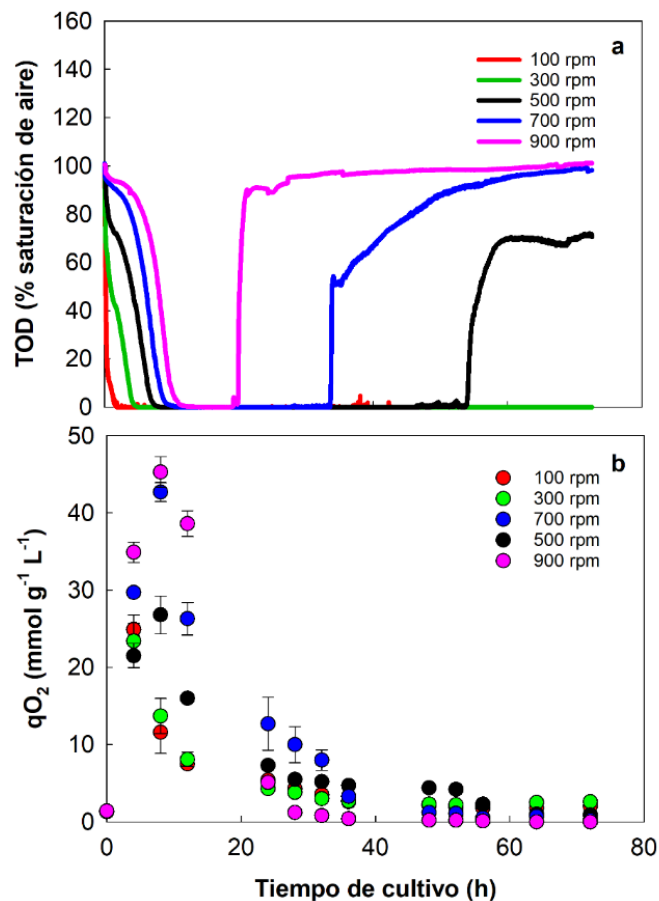 160
140
120
100
80
60
40
20
0
TOD (% saturación de aire)
a
100 rpm
300 rpm
500 rpm
700 rpm
900 rpm
50
40
30
20
10
0
qO₂ (mmol g⁻¹ L⁻¹)
b
100 rpm
300 rpm
700 rpm
500 rpm
900 rpm
0 20 40 60 80
Tiempo de cultivo (h)